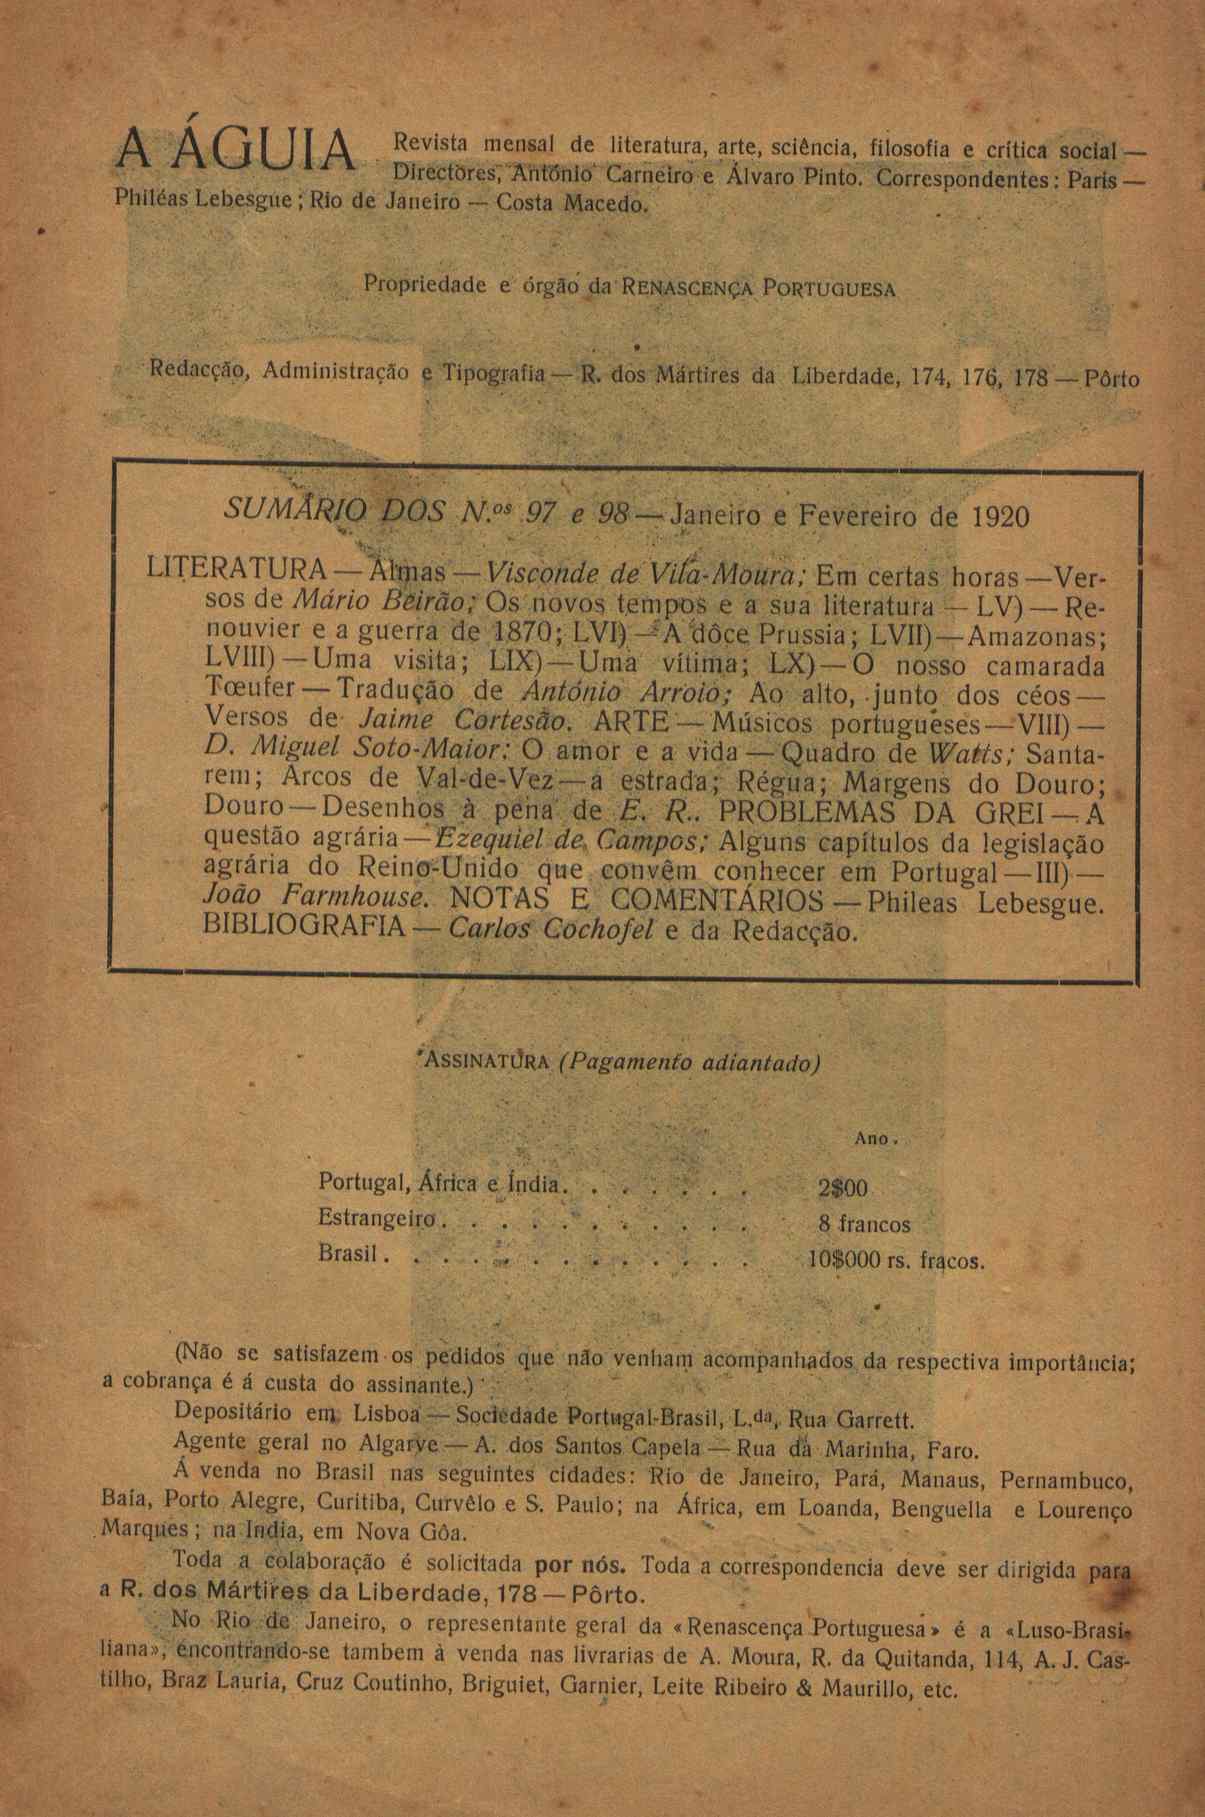 A ÁGUIA Revista mensal de literatura, arte, sciência, filosofia e crítica social —
Directores, António Carneiro e Álvaro Pinto. Correspondentes: Paris —
Philéas Lebesgue; Rio de Janeiro — Costa Macedo.
Propriedade e órgão da RENASCENÇA PORTUGUESA
Redacção, Administração e Tipografia — R. dos Mártires da Liberdade, 174, 176, 178 — Pôrto
SUMÁRIO DOS N.os 97 e 98 — Janeiro e Fevereiro de 1920
LITERATURA — Almas — Visconde de Vila-Moura; Em certas horas — Ver-
sos de Mário Beirão; Os novos tempos e a sua literatura — LV) — Re-
nouvier e a guerra de 1870; LVI) — A dôce Prussia; LVII) — Amazonas;
LVIII) — Uma visita; LIX) — Uma vítima; LX) — O nosso camarada
Tœufer — Tradução de António Arroio; Ao alto, junto dos céos —
Versos de Jaime Cortesão. ARTE — Músicos portugueses — VIII) —
D. Miguel Soto-Maior: O amor e a vida — Quadro de Watts; Santa-
rem; Arcos de Val-de-Vez — a estrada; Régua; Margens do Douro;
Douro — Desenhos à pena de E. R.. PROBLEMAS DA GREI — A
questão agrária — Ezequiel de Campos; Alguns capítulos da legislação
agrária do Reino-Unido que convêm conhecer em Portugal — III) —
João Farmhouse. NOTAS E COMENTÁRIOS — Phileas Lebesgue.
BIBLIOGRAFIA — Carlos Cochofel e da Redacção.
ASSINATURA (Pagamento adiantado)
Ano.
Portugal, África e Índia. . . . . . . 2$00
Estrangeiro. . . . . . . . . . . 8 francos
Brasil. . . . . . . . . . . . . 10$000 rs. fracos.
(Não se satisfazem os pedidos que não venham acompanhados da respectiva importância;
a cobrança é á custa do assinante.)
Depositário em Lisboa — Sociedade Portugal-Brasil, L.da, Rua Garrett.
Agente geral no Algarve — A. dos Santos Capela — Rua da Marinha, Faro.
Á venda no Brasil nas seguintes cidades: Rio de Janeiro, Pará, Manaus, Pernambuco,
Baía, Porto Alegre, Curitiba, Curvêlo e S. Paulo; na África, em Loanda, Benguella e Lourenço
Marques; na India, em Nova Gôa.
Toda a colaboração é solicitada por nós. Toda a correspondencia deve ser dirigida para
a R. dos Mártires da Liberdade, 178 — Pôrto.
No Rio de Janeiro, o representante geral da «Renascença Portuguesa» é a «Luso-Brasi-
liana», encontrando-se tambem à venda nas livrarias de A. Moura, R. da Quitanda, 114, A. J. Cas-
tilho, Braz Lauria, Cruz Coutinho, Briguiet, Garnier, Leite Ribeiro & Maurillo, etc.